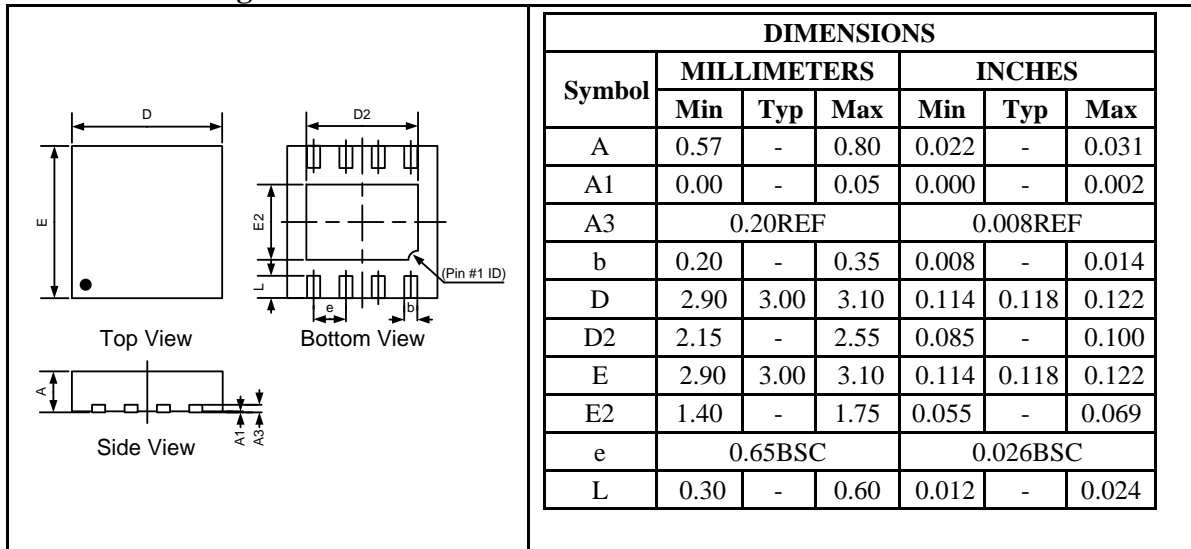 D
E
Top View
D2
E2
L
e
b
(Pin #1 ID)
Bottom View
A
A1
A3
Side View
DIMENSIONS
Symbol MILLIMETERS INCHES
Min Typ Max Min Typ Max
A 0.57 - 0.80 0.022 - 0.031
A1 0.00 - 0.05 0.000 - 0.002
A3 0.20REF 0.008REF
b 0.20 - 0.35 0.008 - 0.014
D 2.90 3.00 3.10 0.114 0.118 0.122
D2 2.15 - 2.55 0.085 - 0.100
E 2.90 3.00 3.10 0.114 0.118 0.122
E2 1.40 - 1.75 0.055 - 0.069
e 0.65BSC 0.026BSC
L 0.30 - 0.60 0.012 - 0.024